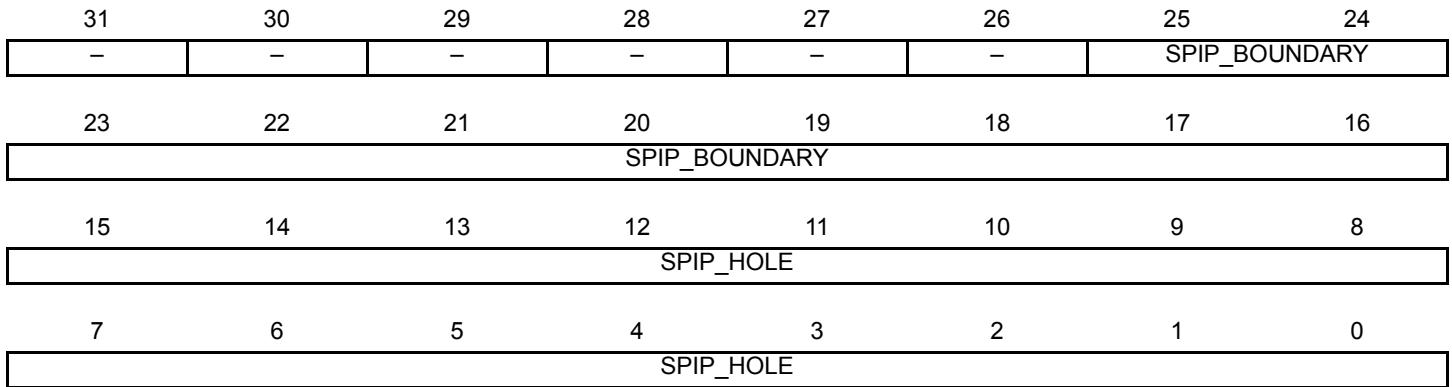 31 30 29 28 27 26 25 24
– – – – – – SPIP_BOUNDARY
23 22 21 20 19 18 17 16
SPIP_BOUNDARY
15 14 13 12 11 10 9 8
SPIP_HOLE
7 6 5 4 3 2 1 0
SPIP_HOLE